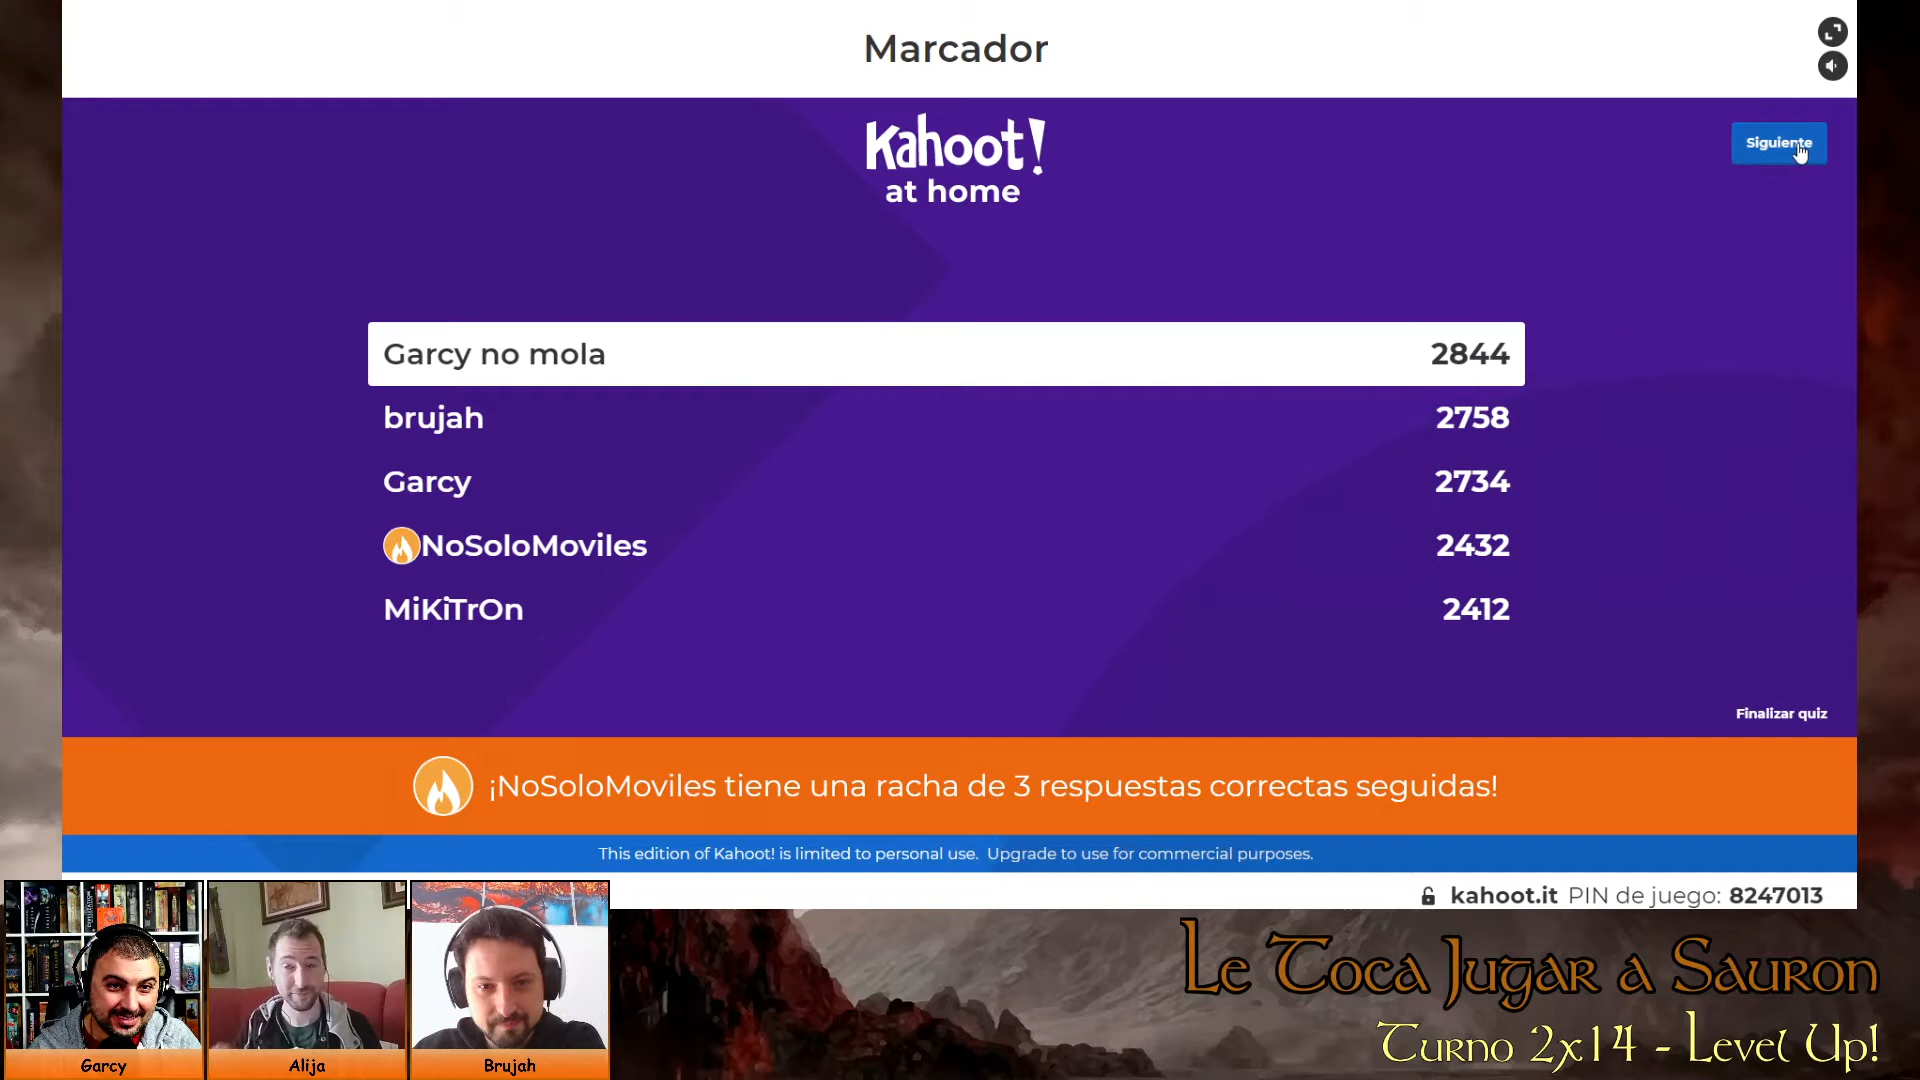 Marcador
Kahoot!
at home
Siguiente
Garcy no mola 2844
brujah 2758
Garcy 2734
NoSoloMoviles 2432
MiKiTrOn 2412
Finalizar quiz
¡NoSoloMoviles tiene una racha de 3 respuestas correctas seguidas!
This edition of Kahoot! is limited to personal use. Upgrade to use for commercial purposes.
kahoot.it PIN de juego: 8247013
Le Toca Jugar a Sauron
Turno 2x14 - Level Up!
Garcy
Alija
Brujah